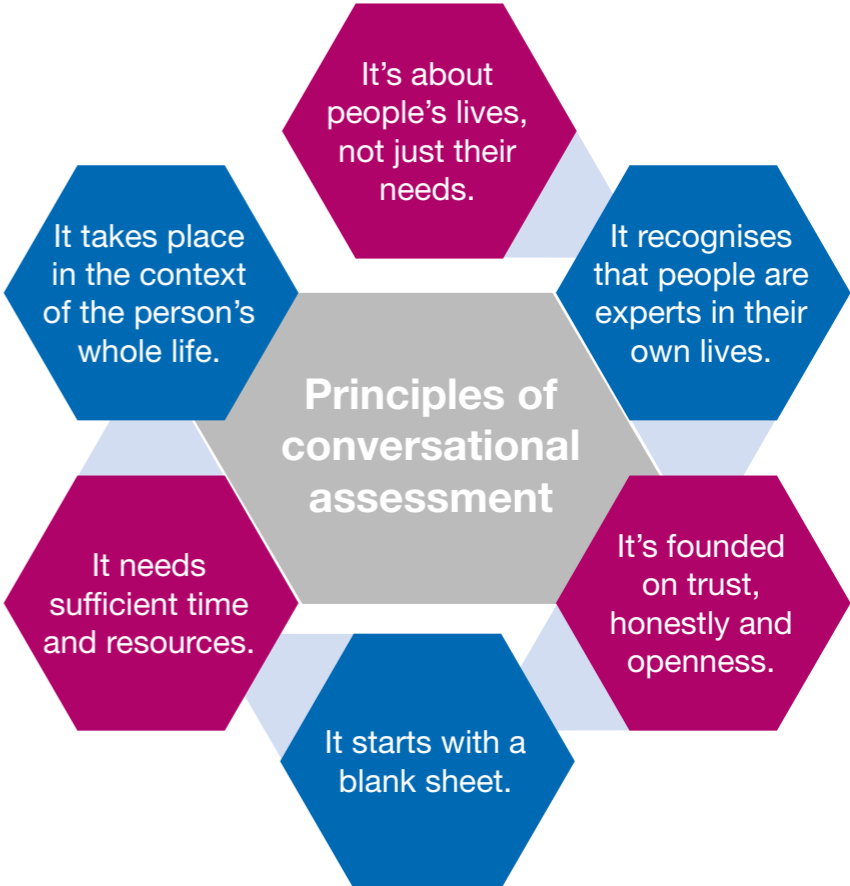 It’s about
people’s lives,
not just their
needs.
It recognises
that people are
experts in their
own lives.
It’s founded
on trust,
honestly and
openness.
It starts with a
blank sheet.
It needs
sufficient time
and resources.
It takes place
in the context
of the person’s
whole life.
Principles of
conversational
assessment